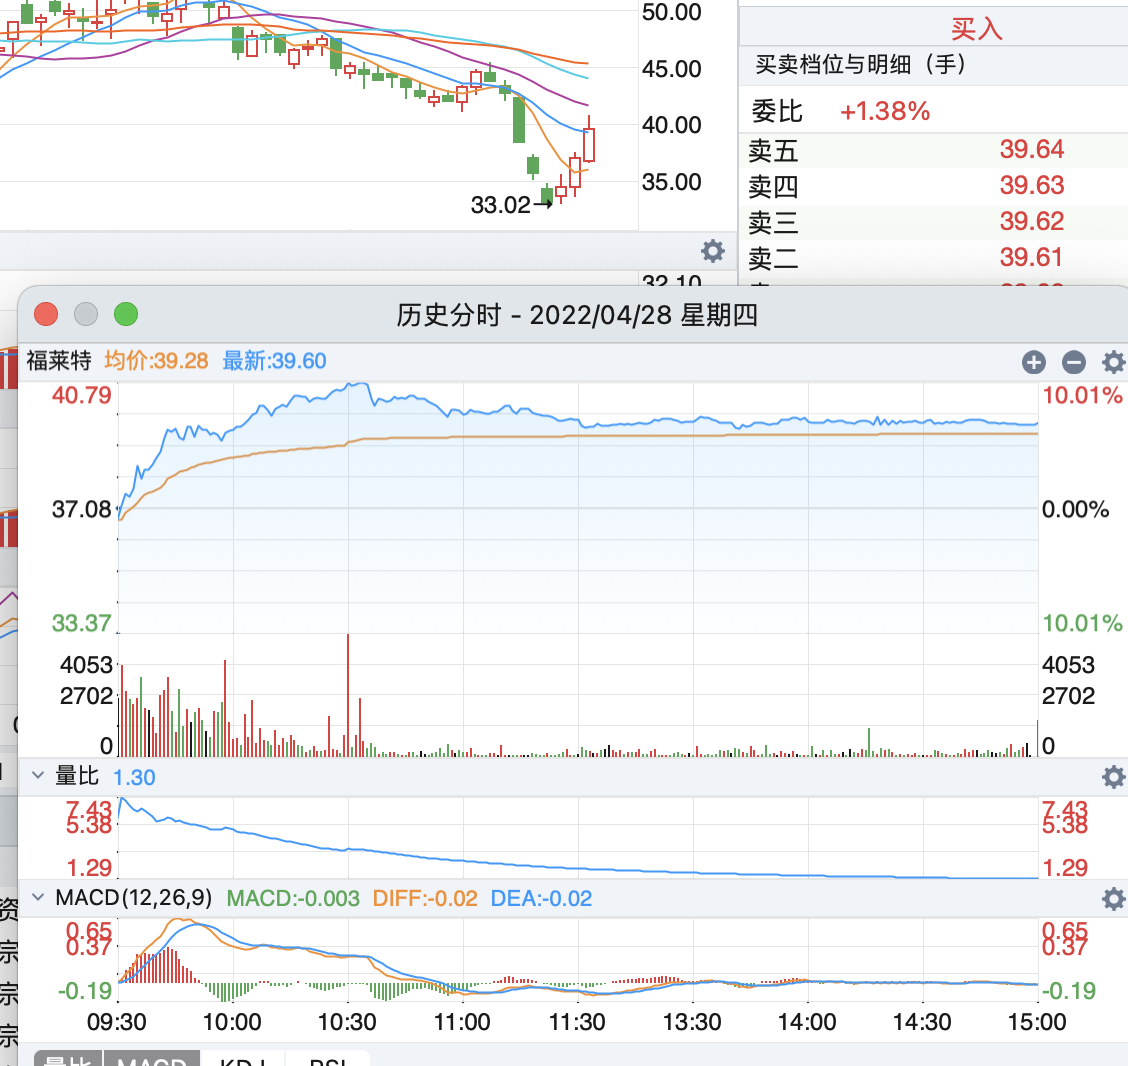 50.00
45.00
40.00
35.00
33.02
32.10
买入
买卖档位与明细（手）
委比 +1.38%
卖五 39.64
卖四 39.63
卖三 39.62
卖二 39.61
历史分时 - 2022/04/28 星期四
福莱特 均价:39.28 最新:39.60
40.79 10.01%
37.08 0.00%
33.37 10.01%
4053 4053
2702 2702
0 0
量比 1.30
7.43 7.43
5.38 5.38
1.29 1.29
MACD(12,26,9) MACD:-0.003 DIFF:-0.02 DEA:-0.02
0.65 0.65
0.37 0.37
-0.19 -0.19
09:30 10:00 10:30 11:00 11:30 13:30 14:00 14:30 15:00
量比 MACD KDJ RSI